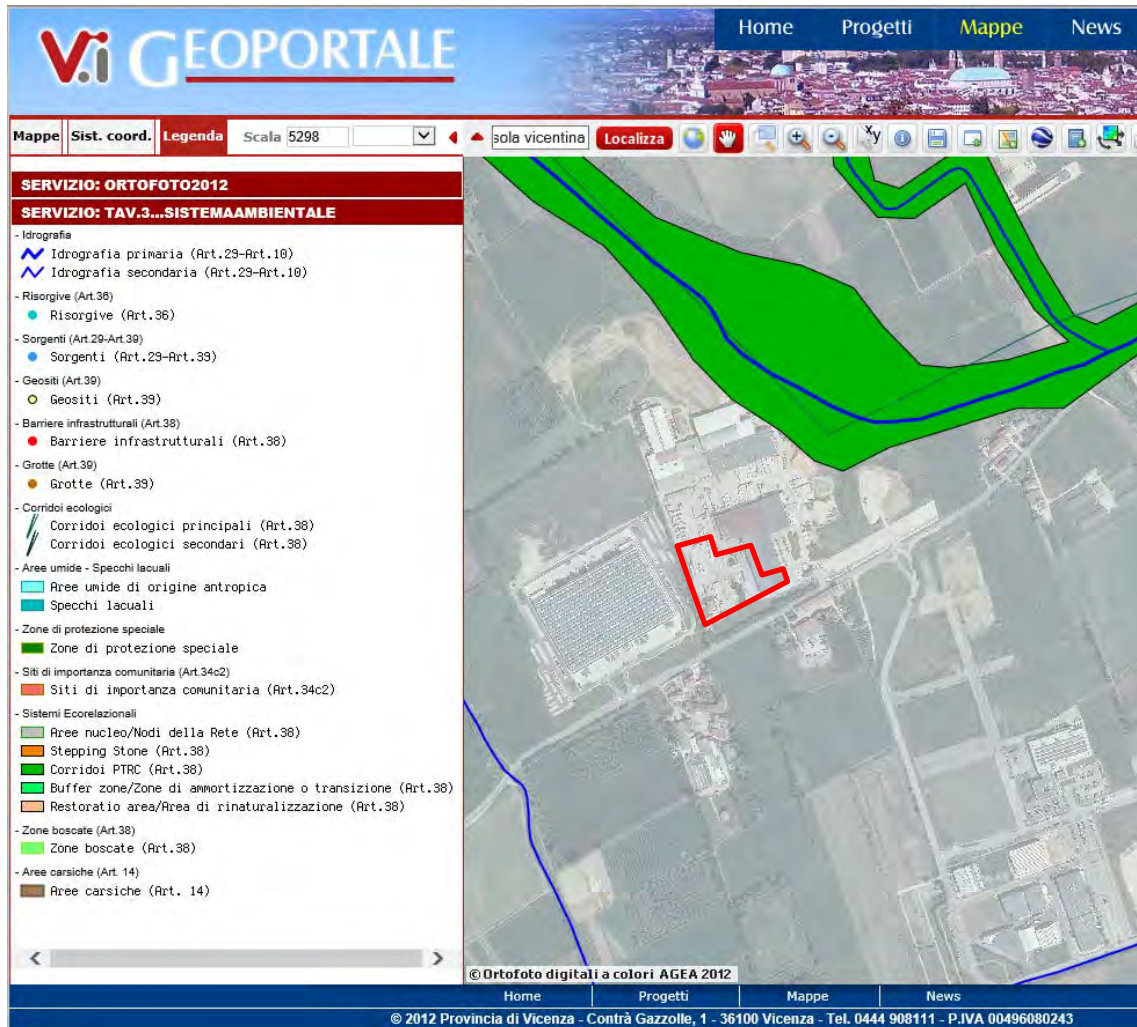 V.i GEOPORTALE
Home Progetti Mappe News
Mappe Sist. coord. Legenda Scala 5298 sola vicentina Localizza xy
SERVIZIO: ORTOFOTO2012
SERVIZIO: TAV.3...SISTEMAAMBIENTALE
- Idrografia
Idrografia primaria (Art.29-Art.10)
Idrografia secondaria (Art.29-Art.10)
- Risorgive (Art.36)
Risorgive (Art.36)
- Sorgenti (Art.29-Art.39)
Sorgenti (Art.29-Art.39)
- Geositi (Art.39)
Geositi (Art.39)
- Barriere infrastrutturali (Art.38)
Barriere infrastrutturali (Art.38)
- Grotte (Art.39)
Grotte (Art.39)
- Corridoi ecologici
Corridoi ecologici principali (Art.38)
Corridoi ecologici secondari (Art.38)
- Aree umide - Specchi lacuali
Aree umide di origine antropica
Specchi lacuali
- Zone di protezione speciale
Zone di protezione speciale
- Siti di importanza comunitaria (Art.34c2)
Siti di importanza comunitaria (Art.34c2)
- Sistemi Ecorelazionali
Aree nucleo/Nodi della Rete (Art.38)
Stepping Stone (Art.38)
Corridoi PTRC (Art.38)
Buffer zone/Zone di ammortizzazione o transizione (Art.38)
Restoratio area/Area di rinaturalizzazione (Art.38)
- Zone boscate (Art.38)
Zone boscate (Art.38)
- Aree carsiche (Art. 14)
Aree carsiche (Art. 14)
© Ortofoto digitali a colori AGEA 2012
Home Progetti Mappe News
© 2012 Provincia di Vicenza - Contrà Gazzolle, 1 - 36100 Vicenza - Tel. 0444 908111 - P.IVA 00496080243